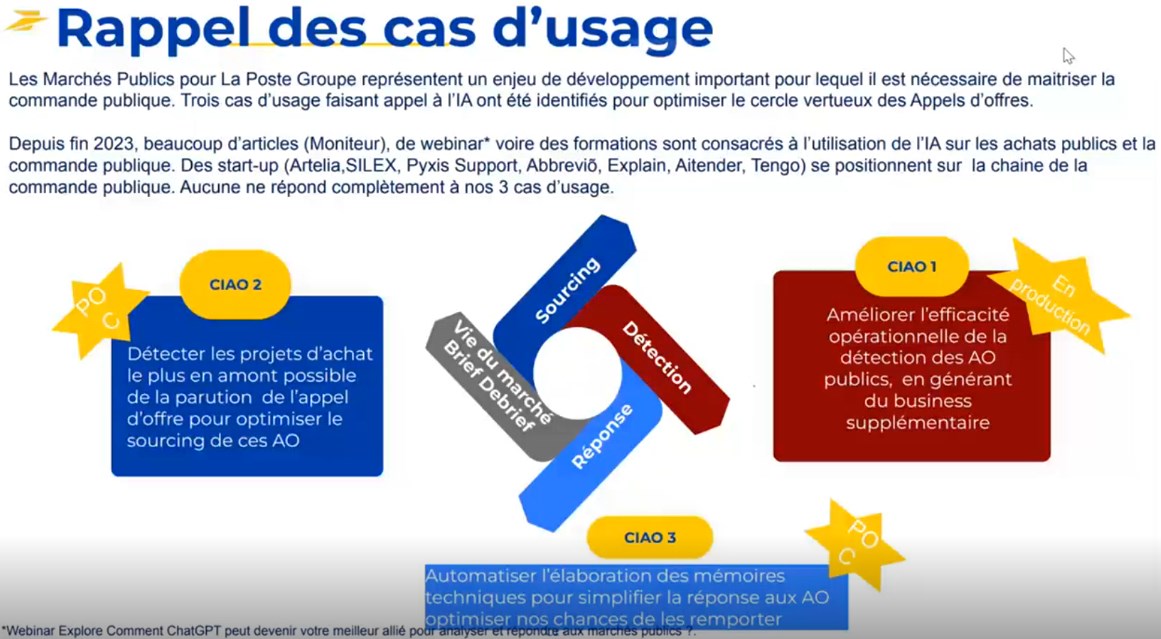 Rappel des cas d'usage
Les Marchés Publics pour La Poste Groupe représentent un enjeu de développement important pour lequel il est nécessaire de maitriser la
commande publique. Trois cas d'usage faisant appel à l'IA ont été identifiés pour optimiser le cercle vertueux des Appels d'offres.
Depuis fin 2023, beaucoup d'articles (Moniteur), de webinar* voire des formations sont consacrés à l'utilisation de l'IA sur les achats publics et la
commande publique. Des start-up (Artelia,SILEX, Pyxis Support, Abbreviõ, Explain, Aitender, Tengo) se positionnent sur la chaine de la
commande publique. Aucune ne répond complètement à nos 3 cas d'usage.
CIAO 2
PO
C
Détecter les projets d'achat
le plus en amont possible
de la parution de l'appel
d'offre pour optimiser le
sourcing de ces AO
Sourcing
Détection
Réponse
Vie du marché
Brief Debrief
CIAO 1
En
production
Améliorer l'efficacité
opérationnelle de la
détection des AO
publics, en générant
du business
supplémentaire
CIAO 3
PO
C
Automatiser l'élaboration des mémoires
techniques pour simplifier la réponse aux AO
optimiser nos chances de les remporter
*Webinar Explore Comment ChatGPT peut devenir votre meilleur allié pour analyser et répondre aux marchés publics ?.